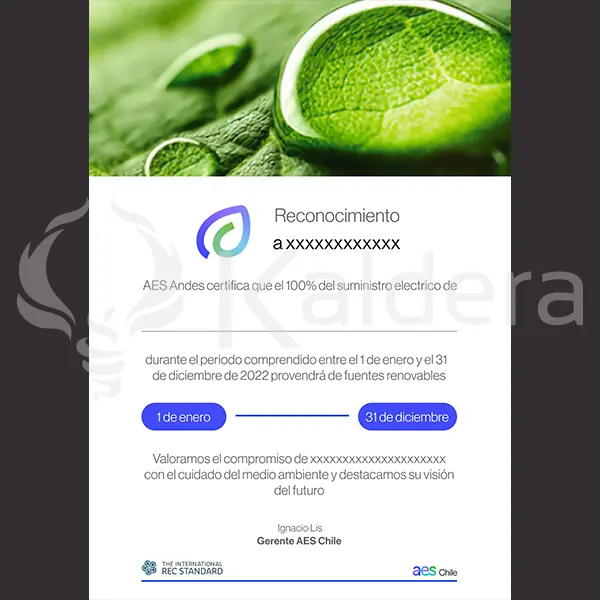 Reconocimiento
a xxxxxxxxxxxx
AES Andes certifica que el 100% del suministro electrico de
Kaldera
durante el periodo comprendido entre el 1 de enero y el 31
de diciembre de 2022 provendrá de fuentes renovables
1 de enero
31 de diciembre
Valoramos el compromiso de xxxxxxxxxxxxxxxxxxxxx
con el cuidado del medio ambiente y destacamos su visión
del futuro
Ignacio Lis
Gerente AES Chile
THE INTERNATIONAL
REC STANDARD
aes Chile